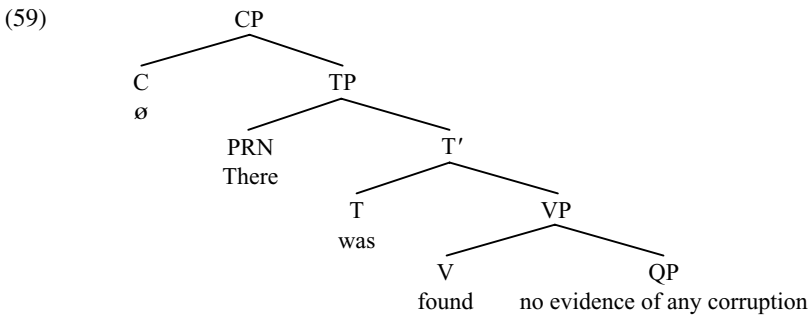 (59) CP
C TP
ø
PRN T′
There
T VP
was
V QP
found no evidence of any corruption